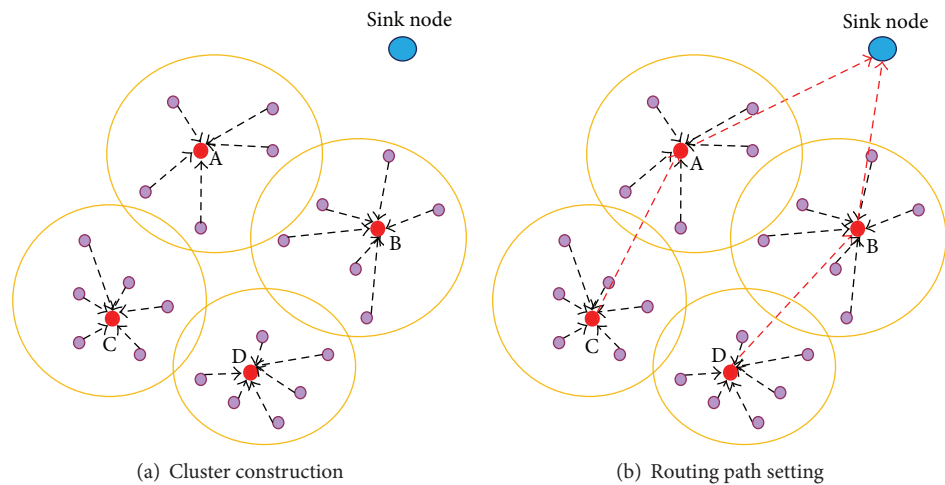 Sink node
A
B
C
D
(a) Cluster construction
Sink node
A
B
C
D
(b) Routing path setting